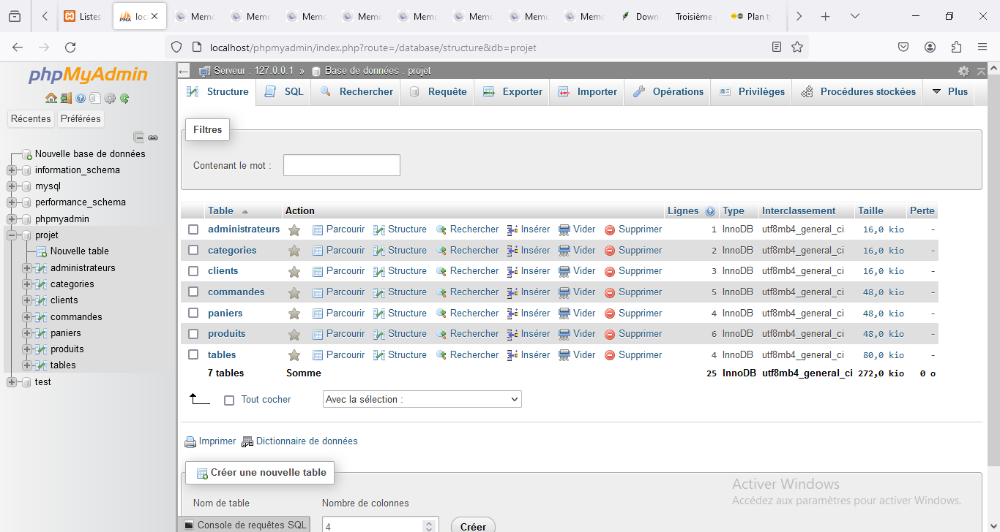 Listes
loc
Memo
Memo
Memo
Memo
Memo
Memo
Memo
Memo
Down
Troisième
Plan ty
localhost/phpmyadmin/index.php?route=/database/structure&db=projet
phpMyAdmin
Récentes Préférées
Nouvelle base de données
information_schema
mysql
performance_schema
phpmyadmin
projet
Nouvelle table
administrateurs
categories
clients
commandes
paniers
produits
tables
test
Serveur : 127.0.0.1 » Base de données : projet
Structure SQL Rechercher Requête Exporter Importer Opérations Privilèges Procédures stockées Plus
Filtres
Contenant le mot :
Table Action Lignes Type Interclassement Taille Perte
administrateurs Parcourir Structure Rechercher Insérer Vider Supprimer 1 InnoDB utf8mb4_general_ci 16,0 kio -
categories Parcourir Structure Rechercher Insérer Vider Supprimer 2 InnoDB utf8mb4_general_ci 16,0 kio -
clients Parcourir Structure Rechercher Insérer Vider Supprimer 3 InnoDB utf8mb4_general_ci 16,0 kio -
commandes Parcourir Structure Rechercher Insérer Vider Supprimer 5 InnoDB utf8mb4_general_ci 48,0 kio -
paniers Parcourir Structure Rechercher Insérer Vider Supprimer 4 InnoDB utf8mb4_general_ci 48,0 kio -
produits Parcourir Structure Rechercher Insérer Vider Supprimer 6 InnoDB utf8mb4_general_ci 48,0 kio -
tables Parcourir Structure Rechercher Insérer Vider Supprimer 4 InnoDB utf8mb4_general_ci 80,0 kio -
7 tables Somme 25 InnoDB utf8mb4_general_ci 272,0 kio 0 o
Tout cocher Avec la sélection :
Imprimer Dictionnaire de données
Créer une nouvelle table
Nom de table Nombre de colonnes
4 Créer
Console de requêtes SQL
Activer Windows
Accédez aux paramètres pour activer Windows.